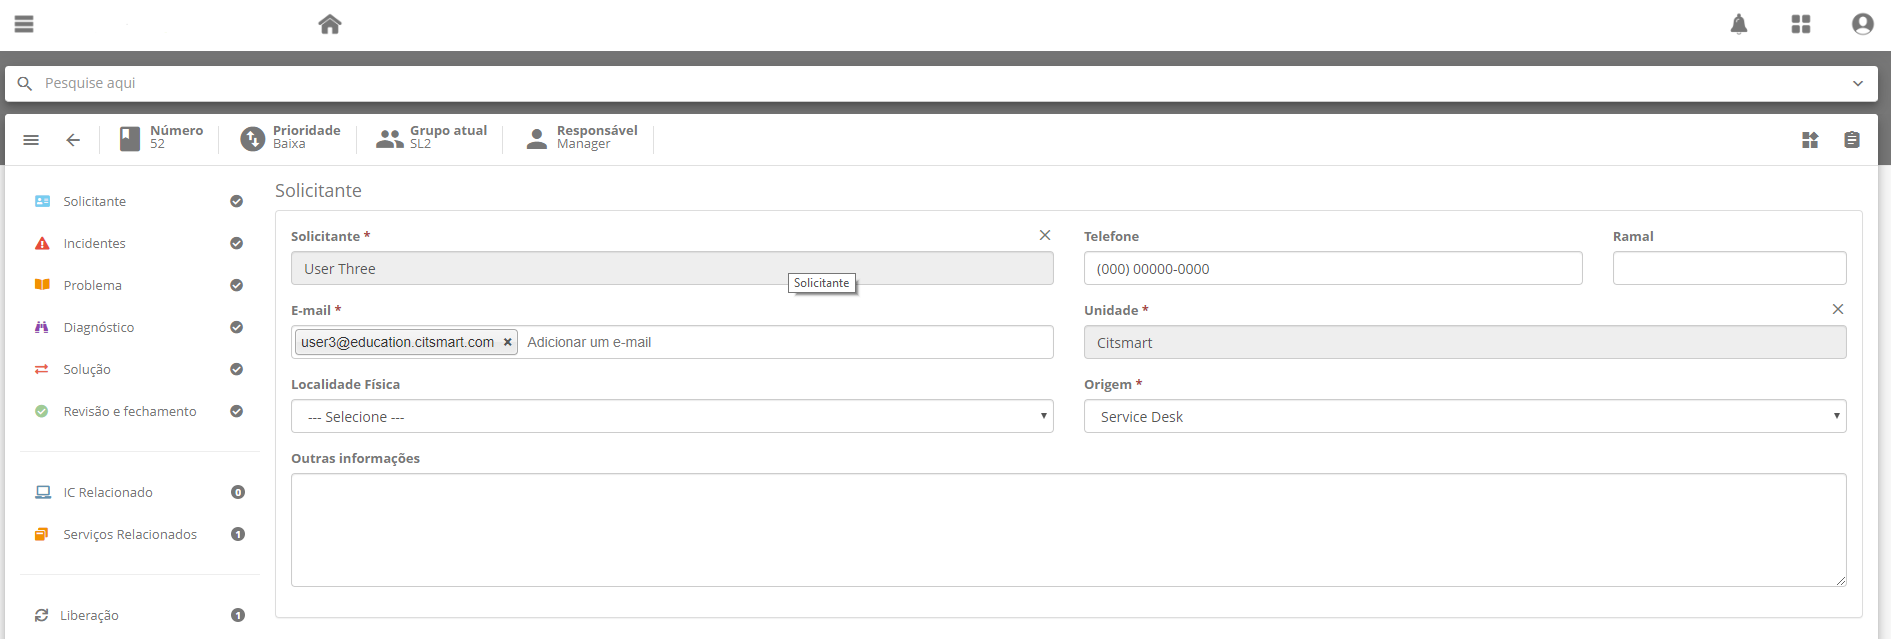 Pesquise aqui
Número
52
Prioridade
Baixa
Grupo atual
SL2
Responsável
Manager
Solicitante
Incidentes
Problema
Diagnóstico
Solução
Revisão e fechamento
IC Relacionado 0
Serviços Relacionados 1
Liberação 1
Solicitante
Solicitante *
User Three
Solicitante
Telefone
(000) 00000-0000
Ramal
E-mail *
user3@education.citsmart.com × Adicionar um e-mail
Unidade *
Citsmart
Localidade Física
--- Selecione ---
Origem *
Service Desk
Outras informações